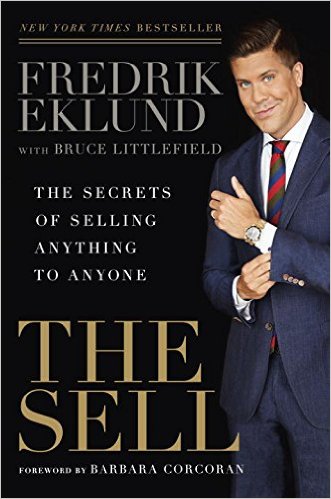 NEW YORK TIMES BESTSELLER
FREDRIK
EKLUND
WITH BRUCE LITTLEFIELD
THE SECRETS
OF SELLING
ANYTHING
TO ANYONE
THE
SELL
FOREWORD BY BARBARA CORCORAN